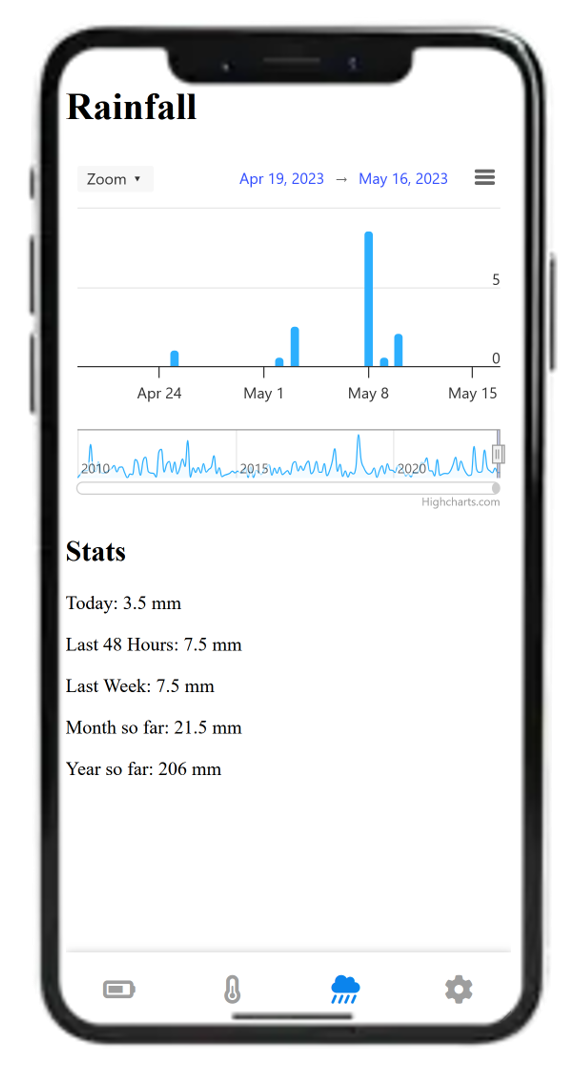 Rainfall
Zoom ▼ Apr 19, 2023 → May 16, 2023
5
0
Apr 24 May 1 May 8 May 15
2010 2015 2020
Highcharts.com
Stats
Today: 3.5 mm
Last 48 Hours: 7.5 mm
Last Week: 7.5 mm
Month so far: 21.5 mm
Year so far: 206 mm